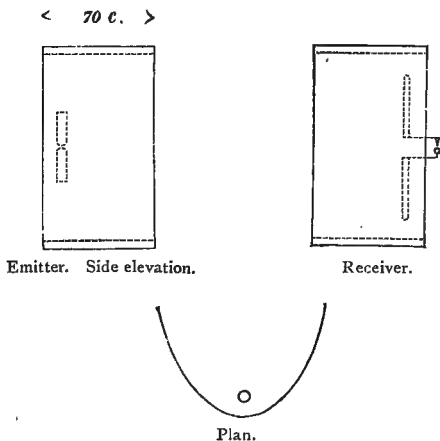 < 70 c. >
Emitter. Side elevation.
Receiver.
Plan.